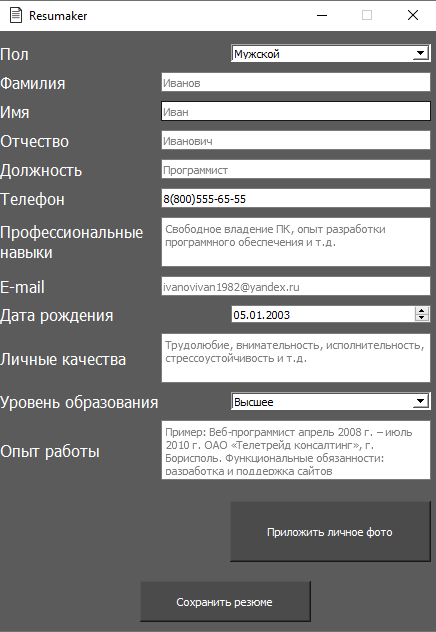 Resumaker
Пол
Мужской
Фамилия
Иванов
Имя
Иван
Отчество
Иванович
Должность
Программист
Телефон
8(800)555-65-55
Профессиональные
навыки
Свободное владение ПК, опыт разработки
программного обеспечения и т.д.
E-mail
ivanovivan1982@yandex.ru
Дата рождения
05.01.2003
Личные качества
Трудолюбие, внимательность, исполнительность,
стрессоустойчивость и т.д.
Уровень образования
Высшее
Опыт работы
Пример: Веб-программист апрель 2008 г. – июль
2010 г. ОАО «Телетрейд консалтинг», г.
Борисполь. Функциональные обязанности:
разработка и поддержка сайтов
Приложить личное фото
Сохранить резюме